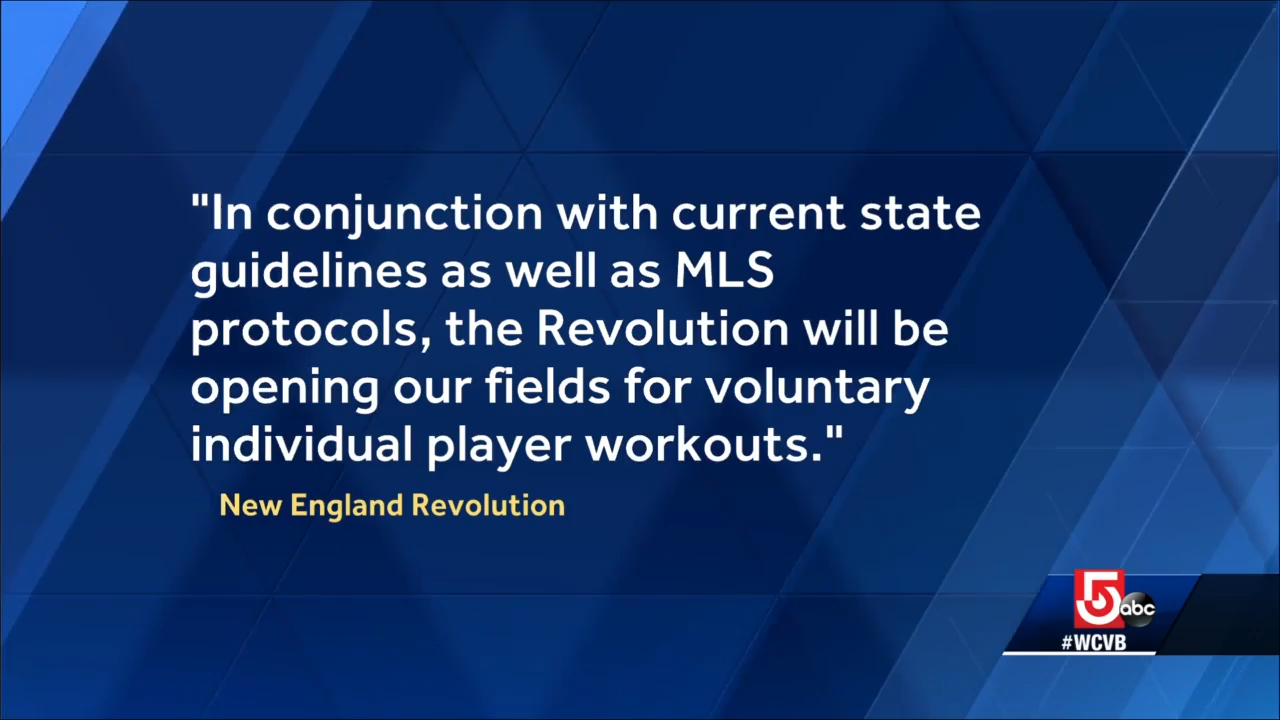 "In conjunction with current state
guidelines as well as MLS
protocols, the Revolution will be
opening our fields for voluntary
individual player workouts."
New England Revolution
5
abc
#WCVB